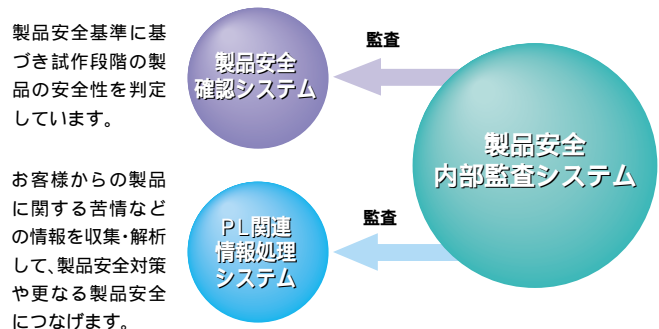 製品安全基準に基
づき試作段階の製
品の安全性を判定
しています。
製品安全
確認システム
監査
製品安全
内部監査システム
お客様からの製品
に関する苦情など
の情報を収集・解析
して、製品安全対策
や更なる製品安全
につなげます。
PL関連
情報処理
システム
監査